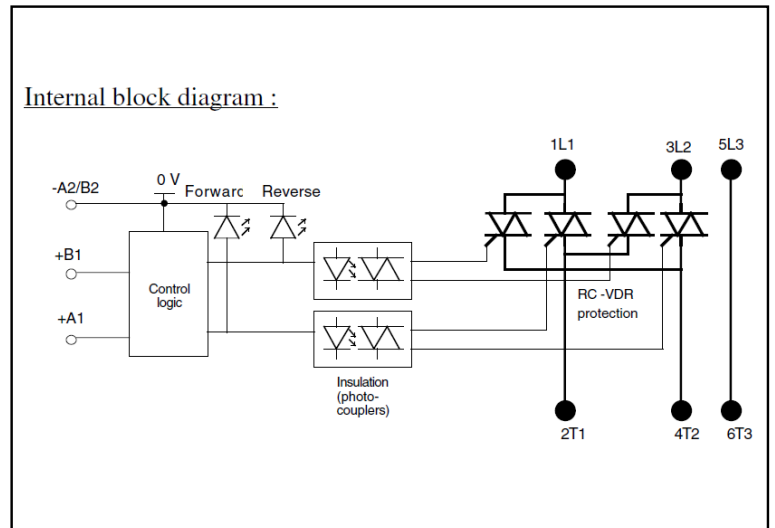 Internal block diagram :
1L1
3L2
5L3
-A2/B2
0 V
Forward
Reverse
+B1
Control
logic
+A1
RC -VDR
protection
Insulation
(photo-
couplers)
2T1
4T2
6T3